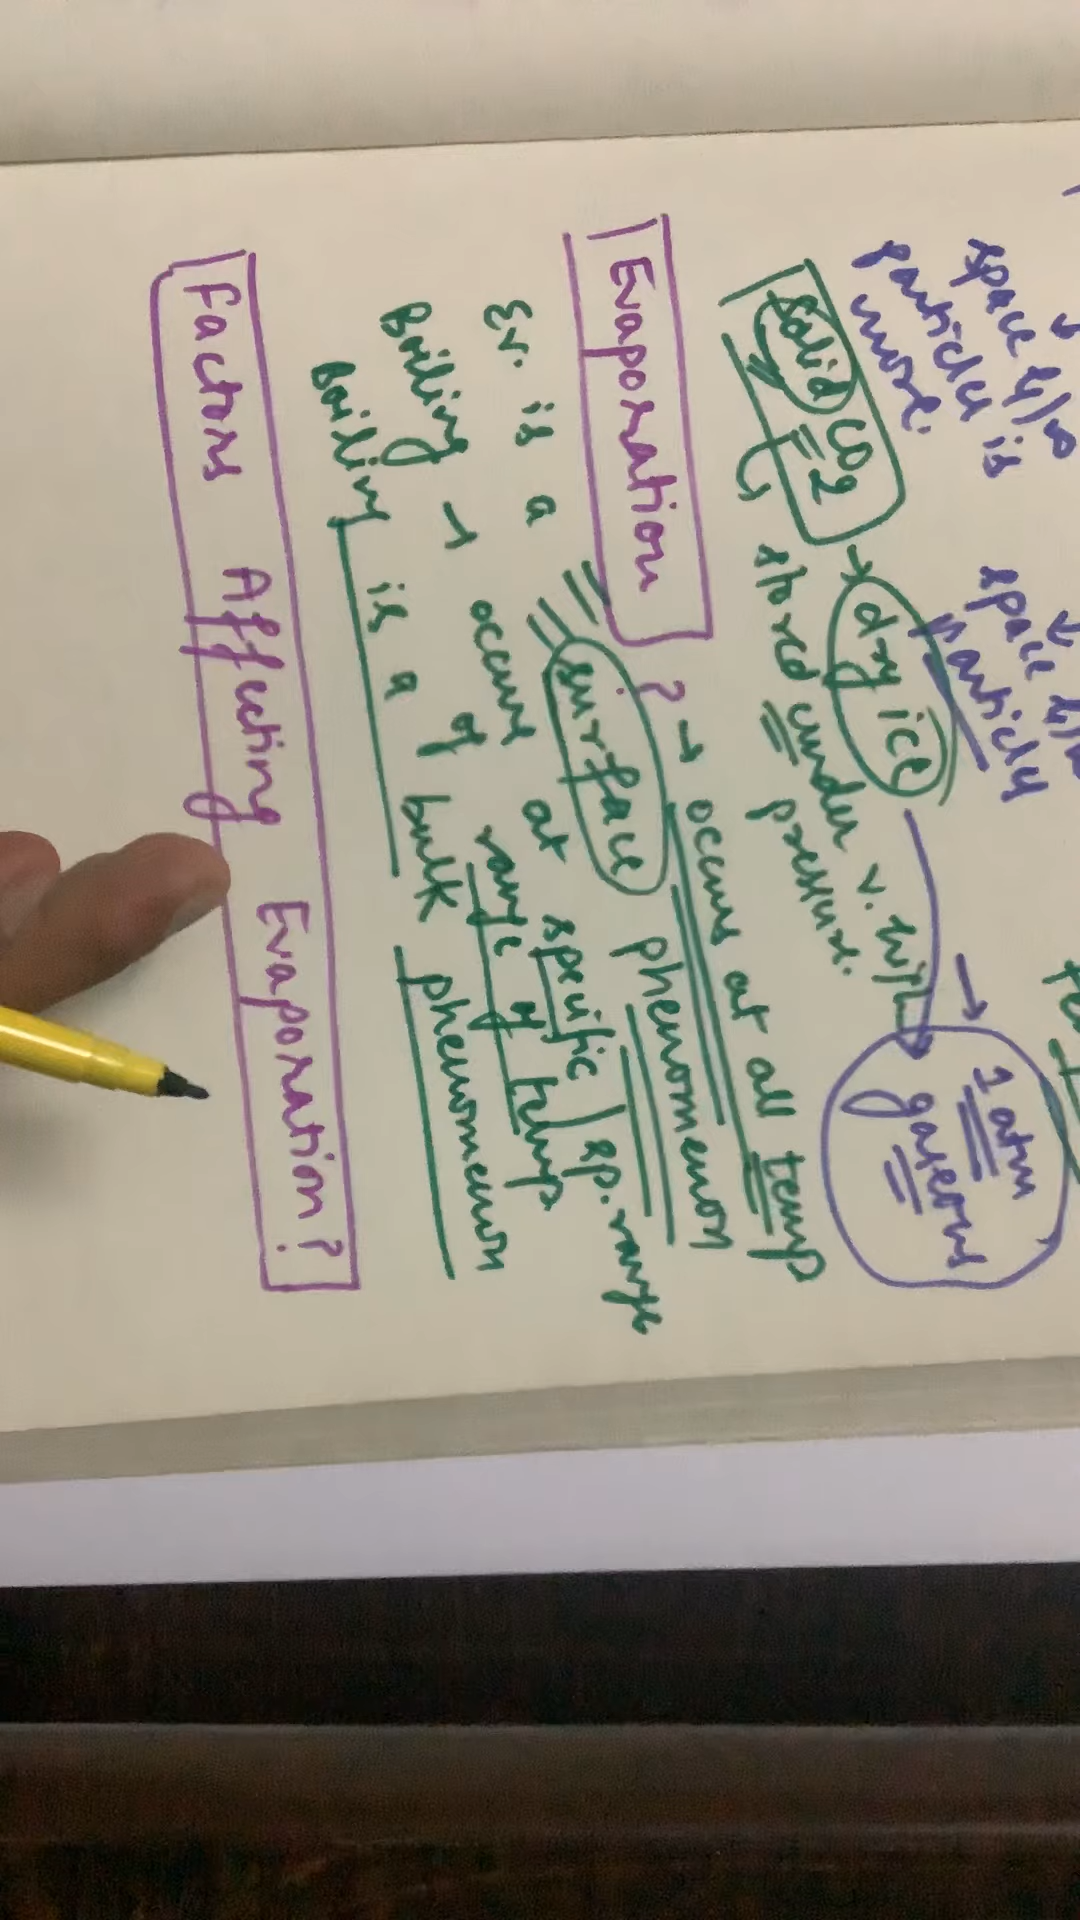 space b/w
particles is
more.
space b/w
particles
Solid CO2 → dry ice
stored under v. high
pressure.
1 atm
gaseous
Evaporation ? → occurs at all temp
Ev. is a surface phenomenon
Boiling → occurs at specific / sp. range
of range of temp
Boiling is a bulk phenomenon
Factors Affecting Evaporation ?